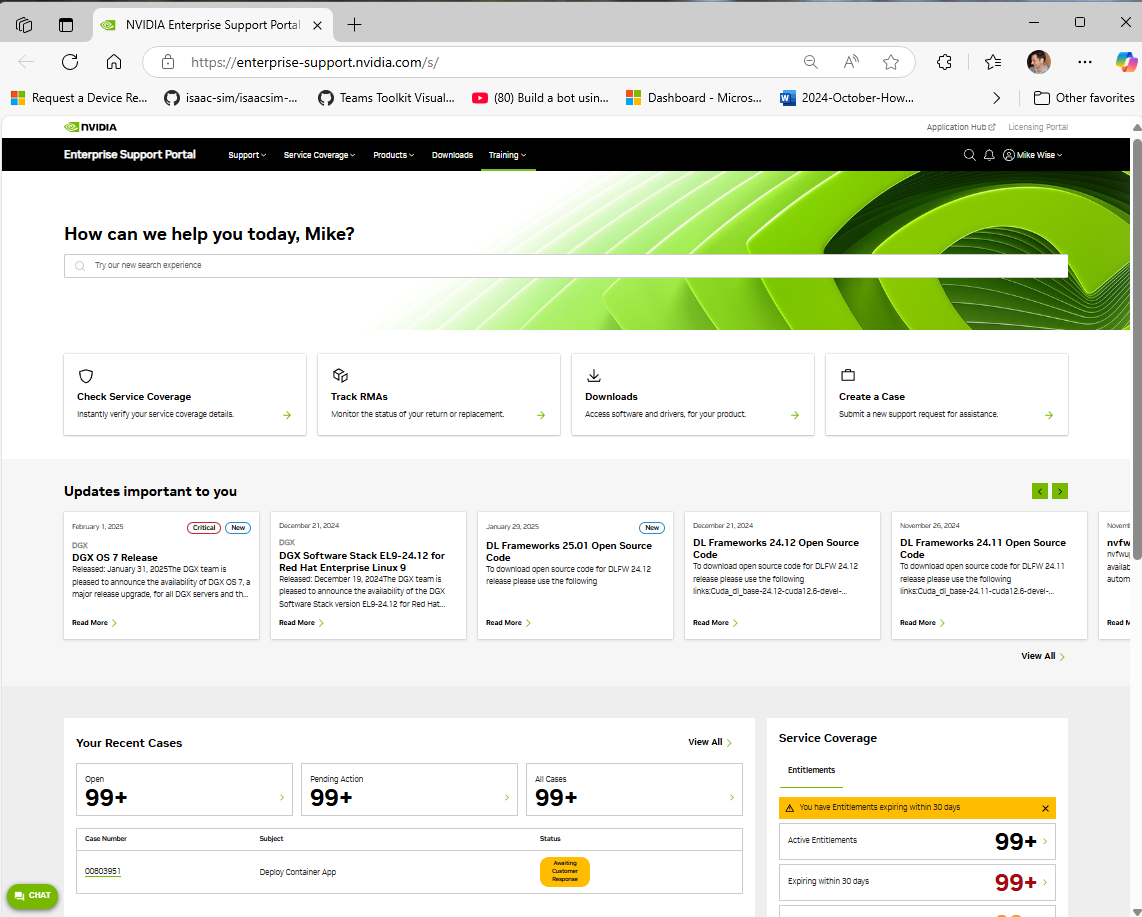 NVIDIA Enterprise Support Portal
https://enterprise-support.nvidia.com/s/
Request a Device Re...
isaac-sim/isaacsim-...
Teams Toolkit Visual...
(80) Build a bot usin...
Dashboard - Micros...
2024-October-How...
Other favorites
NVIDIA
Application Hub
Licensing Portal
Enterprise Support Portal
Support
Service Coverage
Products
Downloads
Training
Mike Wise
How can we help you today, Mike?
Try our new search experience
Check Service Coverage
Instantly verify your service coverage details.
Track RMAs
Monitor the status of your return or replacement.
Downloads
Access software and drivers, for your product.
Create a Case
Submit a new support request for assistance.
Updates important to you
February 1, 2025
Critical
New
DGX
DGX OS 7 Release
Released: January 31, 2025The DGX team is
pleased to announce the availability of DGX OS 7, a
major release upgrade, for all DGX servers and th...
Read More
December 21, 2024
DGX
DGX Software Stack EL9-24.12 for
Red Hat Enterprise Linux 9
Released: December 19, 2024The DGX team is
pleased to announce the availability of the DGX
Software Stack version EL9-24.12 for Red Hat...
Read More
January 29, 2025
New
DL Frameworks 25.01 Open Source
Code
To download open source code for DLFW 24.12
release please use the following
Read More
December 21, 2024
DL Frameworks 24.12 Open Source
Code
To download open source code for DLFW 24.12
release please use the following
links:Cuda_dl_base-24.12-cuda12.6-devel-...
Read More
November 26, 2024
DL Frameworks 24.11 Open Source
Code
To download open source code for DLFW 24.11
release please use the following
links:Cuda_dl_base-24.11-cuda12.6-devel-...
Read More
Novem
nvfw
nvfwu
availab
autom
Read M
View All
Your Recent Cases
View All
Open
99+
Pending Action
99+
All Cases
99+
Case Number
Subject
Status
00803951
Deploy Container App
Awaiting
Customer
Response
Service Coverage
Entitlements
You have Entitlements expiring within 30 days
Active Entitlements
99+
Expiring within 30 days
99+
CHAT